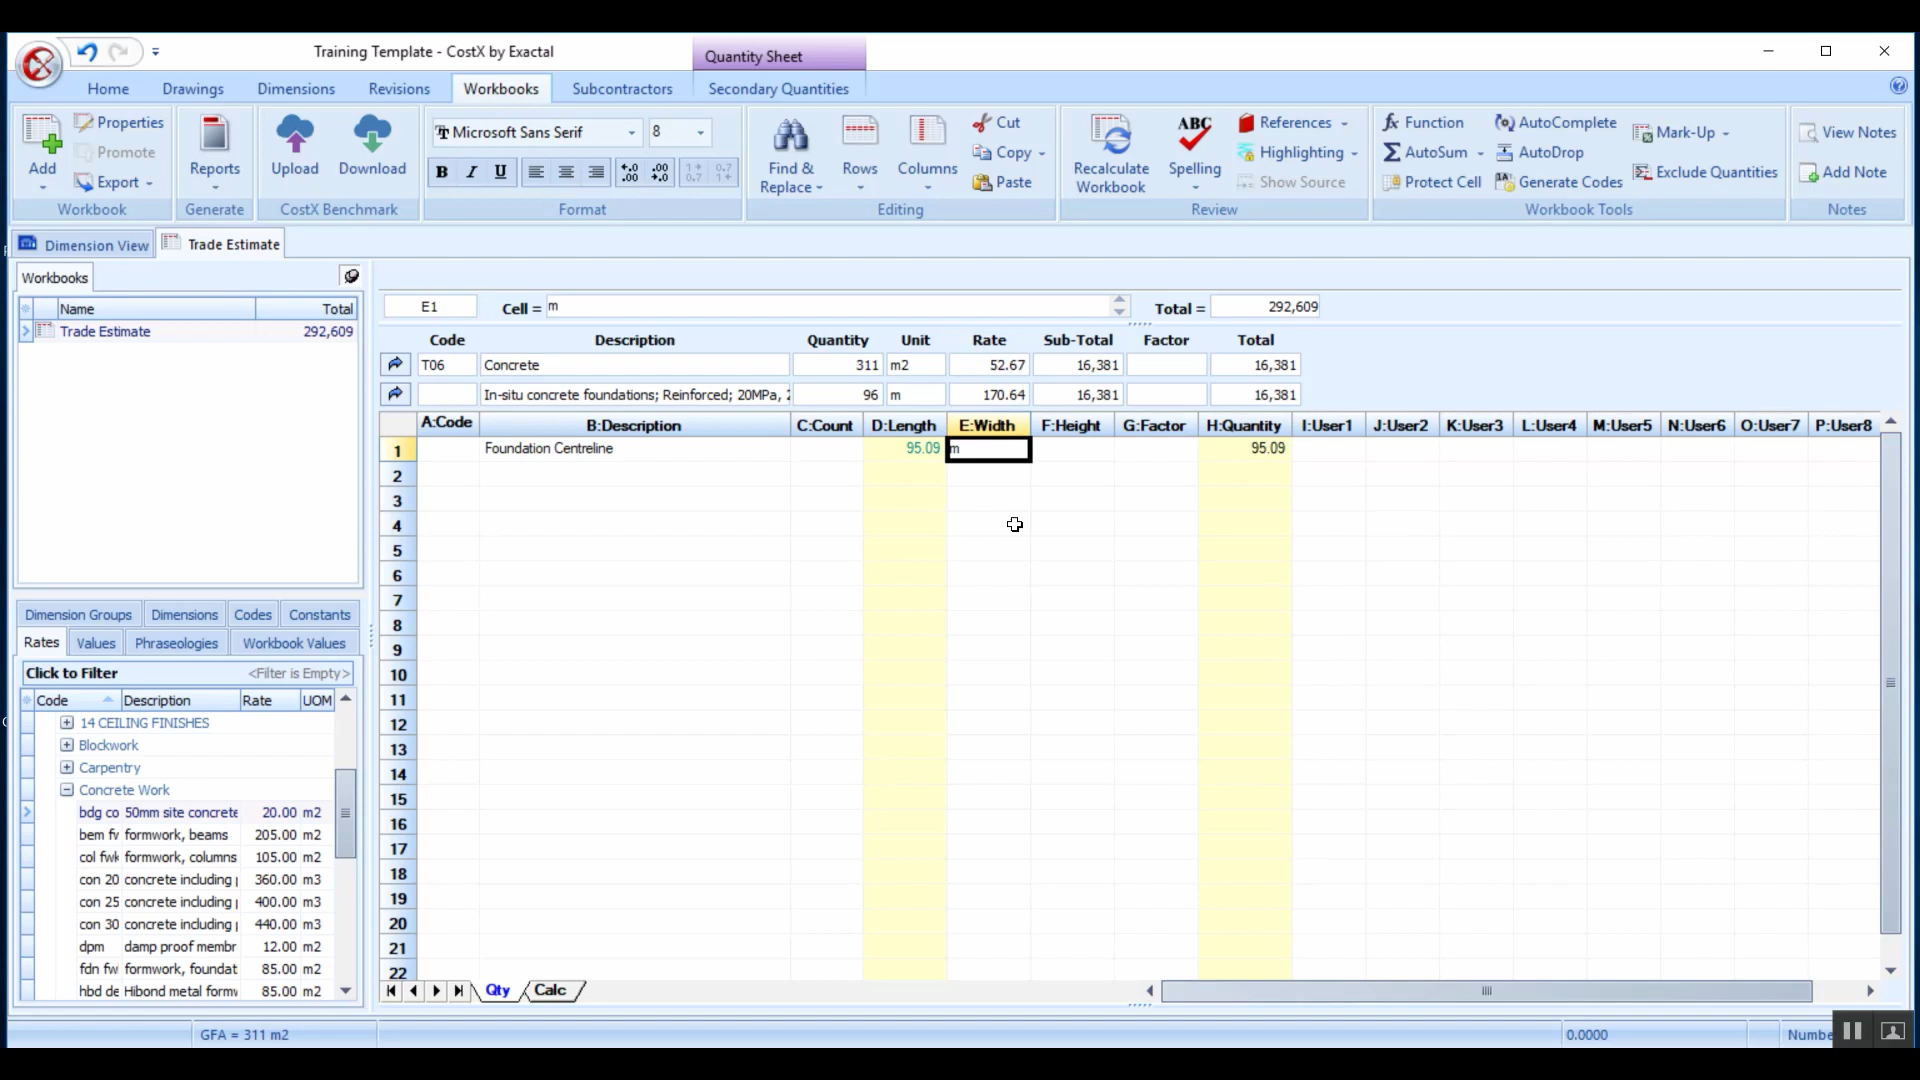 Training Template - CostX by Exactal
Quantity Sheet
Home Drawings Dimensions Revisions Workbooks Subcontractors Secondary Quantities
Add
Properties
Promote
Export
Workbook
Reports
Generate
Upload Download
CostX Benchmark
Microsoft Sans Serif 8
B I U
Format
Find &
Replace
Rows Columns
Cut
Copy
Paste
Editing
Recalculate
Workbook
ABC
Spelling
References
Highlighting
Show Source
Review
fx Function
AutoSum
Protect Cell
AutoComplete
AutoDrop
Generate Codes
Mark-Up
Exclude Quantities
Workbook Tools
View Notes
Add Note
Notes
Dimension View Trade Estimate
Workbooks
Name Total
Trade Estimate 292,609
E1 Cell = m Total = 292,609
Code Description Quantity Unit Rate Sub-Total Factor Total
T06 Concrete 311 m2 52.67 16,381 16,381
In-situ concrete foundations; Reinforced; 20MPa, 96 m 170.64 16,381 16,381
A:Code B:Description C:Count D:Length E:Width F:Height G:Factor H:Quantity I:User1 J:User2 K:User3 L:User4 M:User5 N:User6 O:User7 P:User8
1 Foundation Centreline 95.09 m 95.09
2
3
4
5
6
7
8
9
10
11
12
13
14
15
16
17
18
19
20
21
22
Qty Calc
Dimension Groups Dimensions Codes Constants
Rates Values Phraseologies Workbook Values
Click to Filter <Filter is Empty>
Code Description Rate UOM
14 CEILING FINISHES
Blockwork
Carpentry
Concrete Work
bdg co 50mm site concrete 20.00 m2
bem fv formwork, beams 205.00 m2
col fwk formwork, columns 105.00 m2
con 20 concrete including 360.00 m3
con 25 concrete including 400.00 m3
con 30 concrete including 440.00 m3
dpm damp proof membr 12.00 m2
fdn fw formwork, foundat 85.00 m2
hbd de Hibond metal form 85.00 m2
GFA = 311 m2 0.0000 Numbe